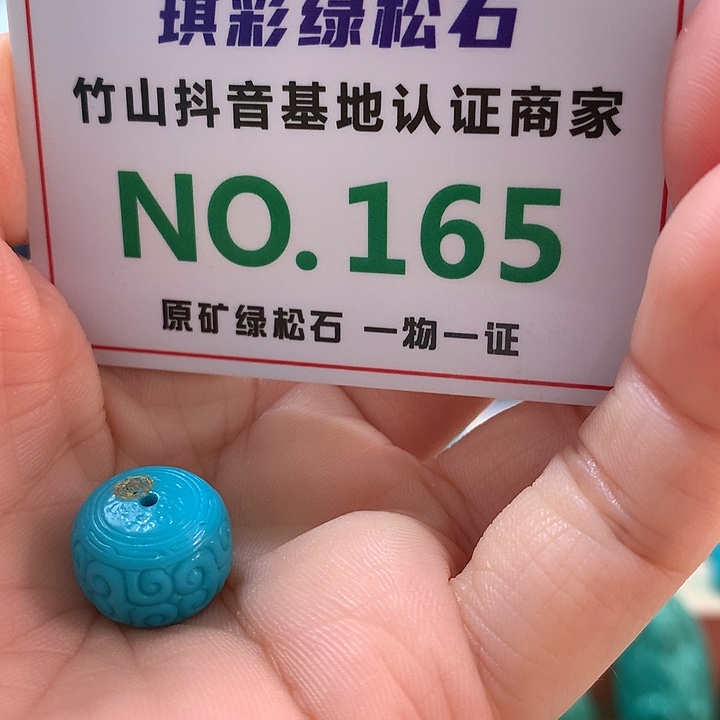 琪彩绿松石
竹山抖音基地认证商家
NO.165
原矿绿松石 一物一证